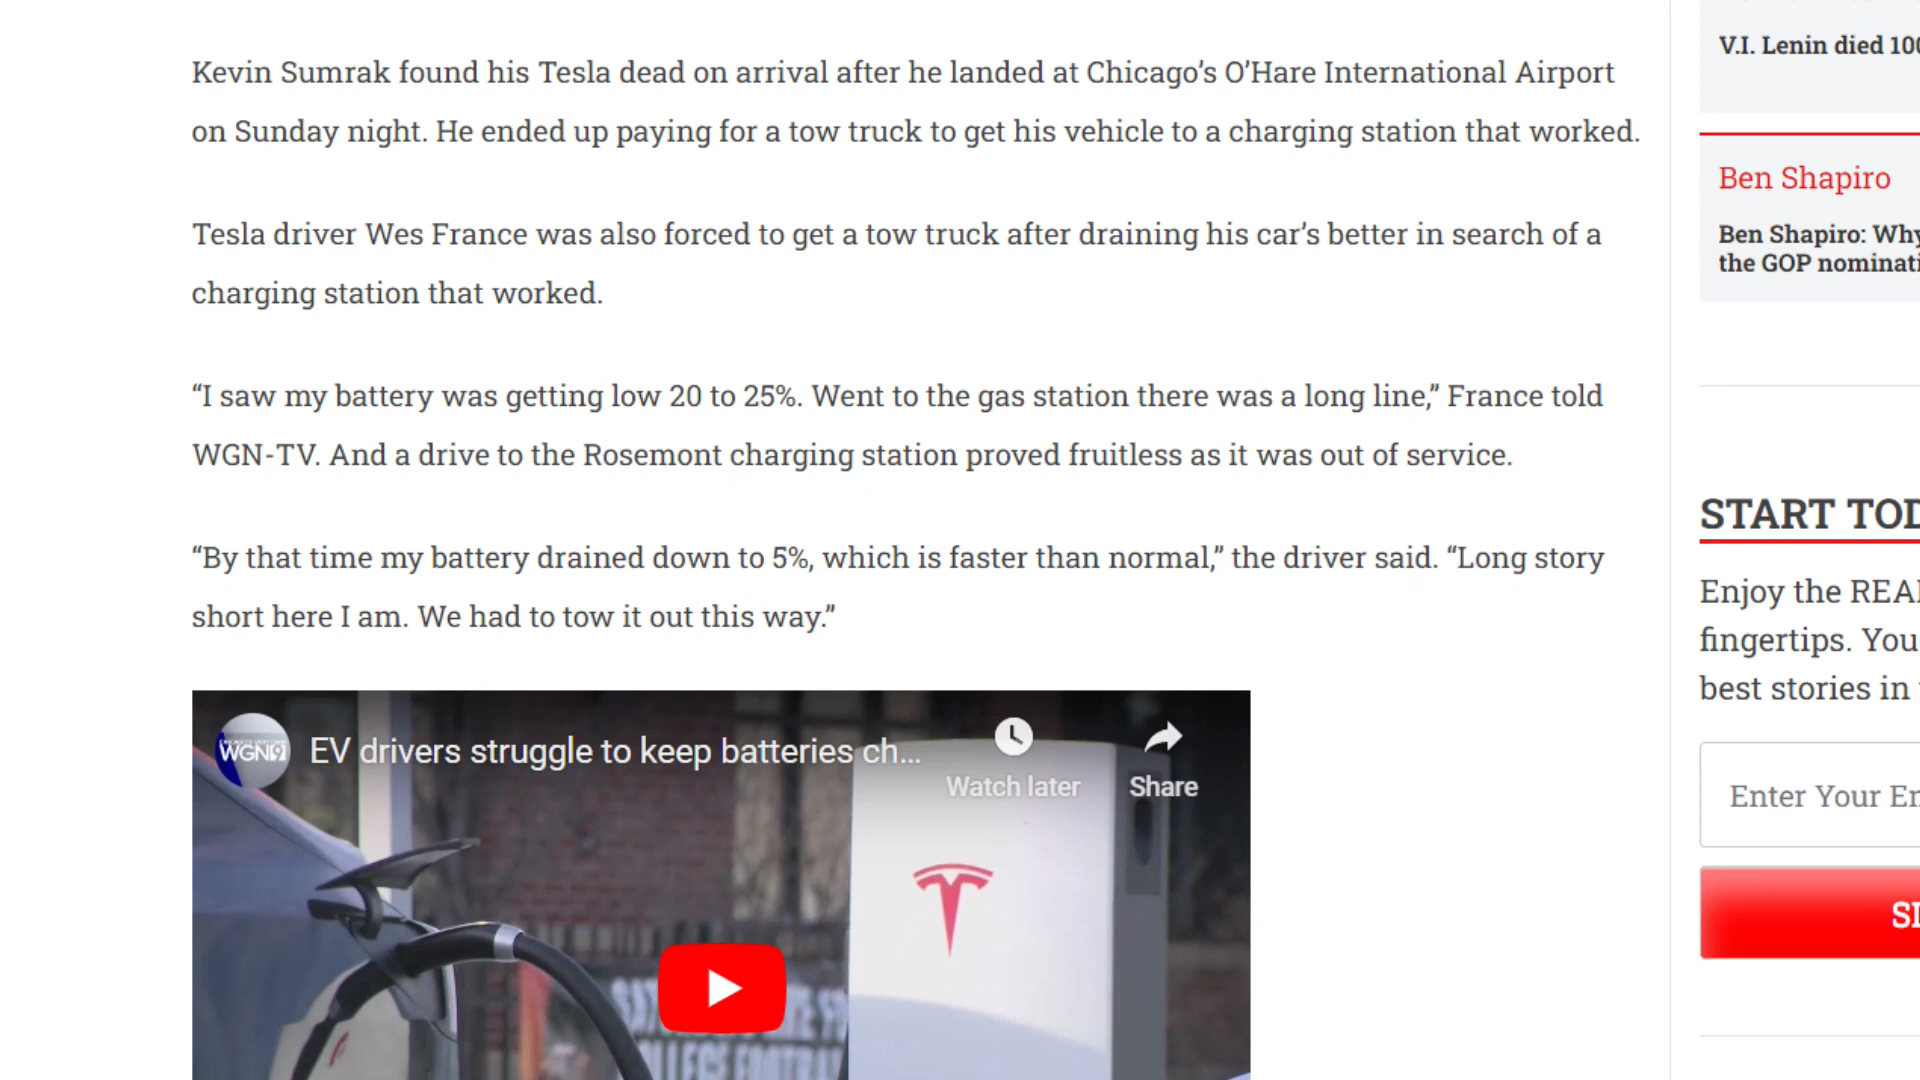 Kevin Sumrak found his Tesla dead on arrival after he landed at Chicago’s O’Hare International Airport
on Sunday night. He ended up paying for a tow truck to get his vehicle to a charging station that worked.
Tesla driver Wes France was also forced to get a tow truck after draining his car’s better in search of a
charging station that worked.
“I saw my battery was getting low 20 to 25%. Went to the gas station there was a long line,” France told
WGN-TV. And a drive to the Rosemont charging station proved fruitless as it was out of service.
“By that time my battery drained down to 5%, which is faster than normal,” the driver said. “Long story
short here I am. We had to tow it out this way.”
WGN9
EV drivers struggle to keep batteries ch...
Watch later
Share
V.I. Lenin died 100
Ben Shapiro
Ben Shapiro: Why
the GOP nominati
START TOD
Enjoy the REA
fingertips. You
best stories in
Enter Your En
SI